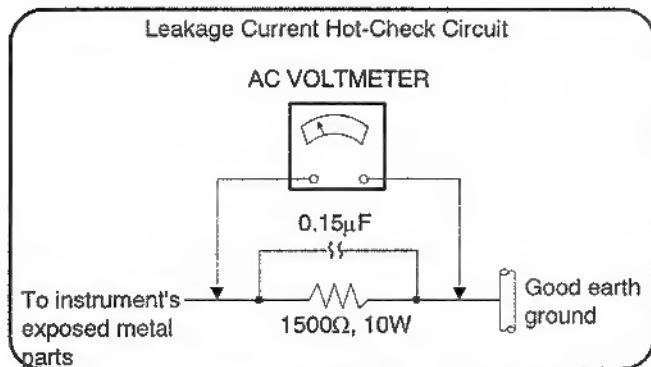 Leakage Current Hot-Check Circuit
AC VOLTMETER
0.15µF
To instrument's
exposed metal
parts
1500Ω, 10W
Good earth
ground